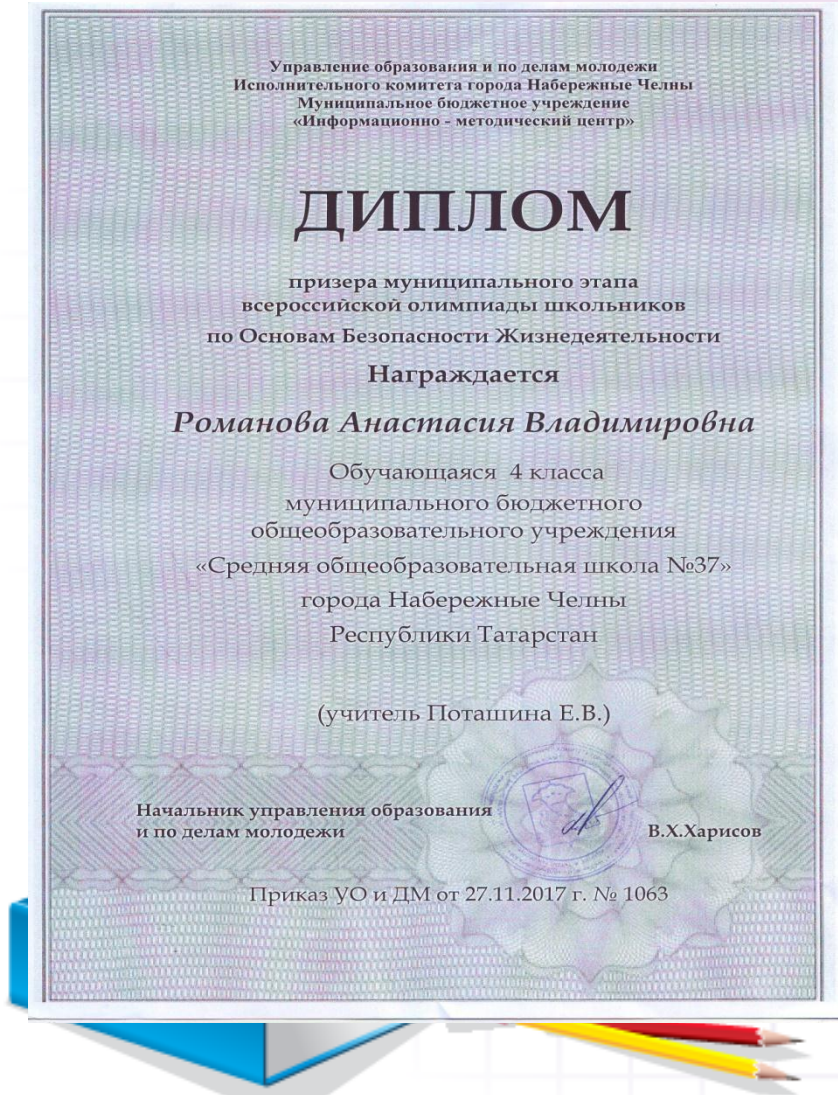 Управление образования и по делам молодежи
Исполнительного комитета города Набережные Челны
Муниципальное бюджетное учреждение
«Информационно - методический центр»
ДИПЛОМ
призера муниципального этапа
всероссийской олимпиады школьников
по Основам Безопасности Жизнедеятельности
Награждается
Романова Анастасия Владимировна
Обучающаяся 4 класса
муниципального бюджетного
общеобразовательного учреждения
«Средняя общеобразовательная школа №37»
города Набережные Челны
Республики Татарстан
(учитель Поташина Е.В.)
Начальник управления образования
и по делам молодежи
В.Х.Харисов
Приказ УО и ДМ от 27.11.2017 г. № 1063